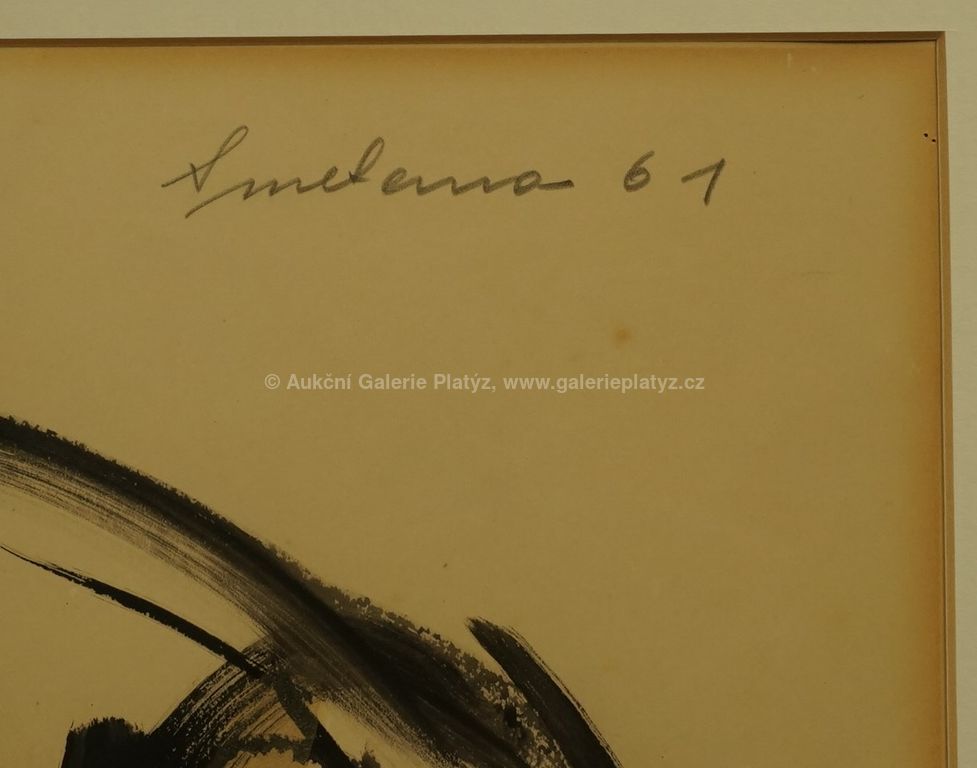 Smetana 61
© Aukční Galerie Platýz, www.galerieplatyz.cz